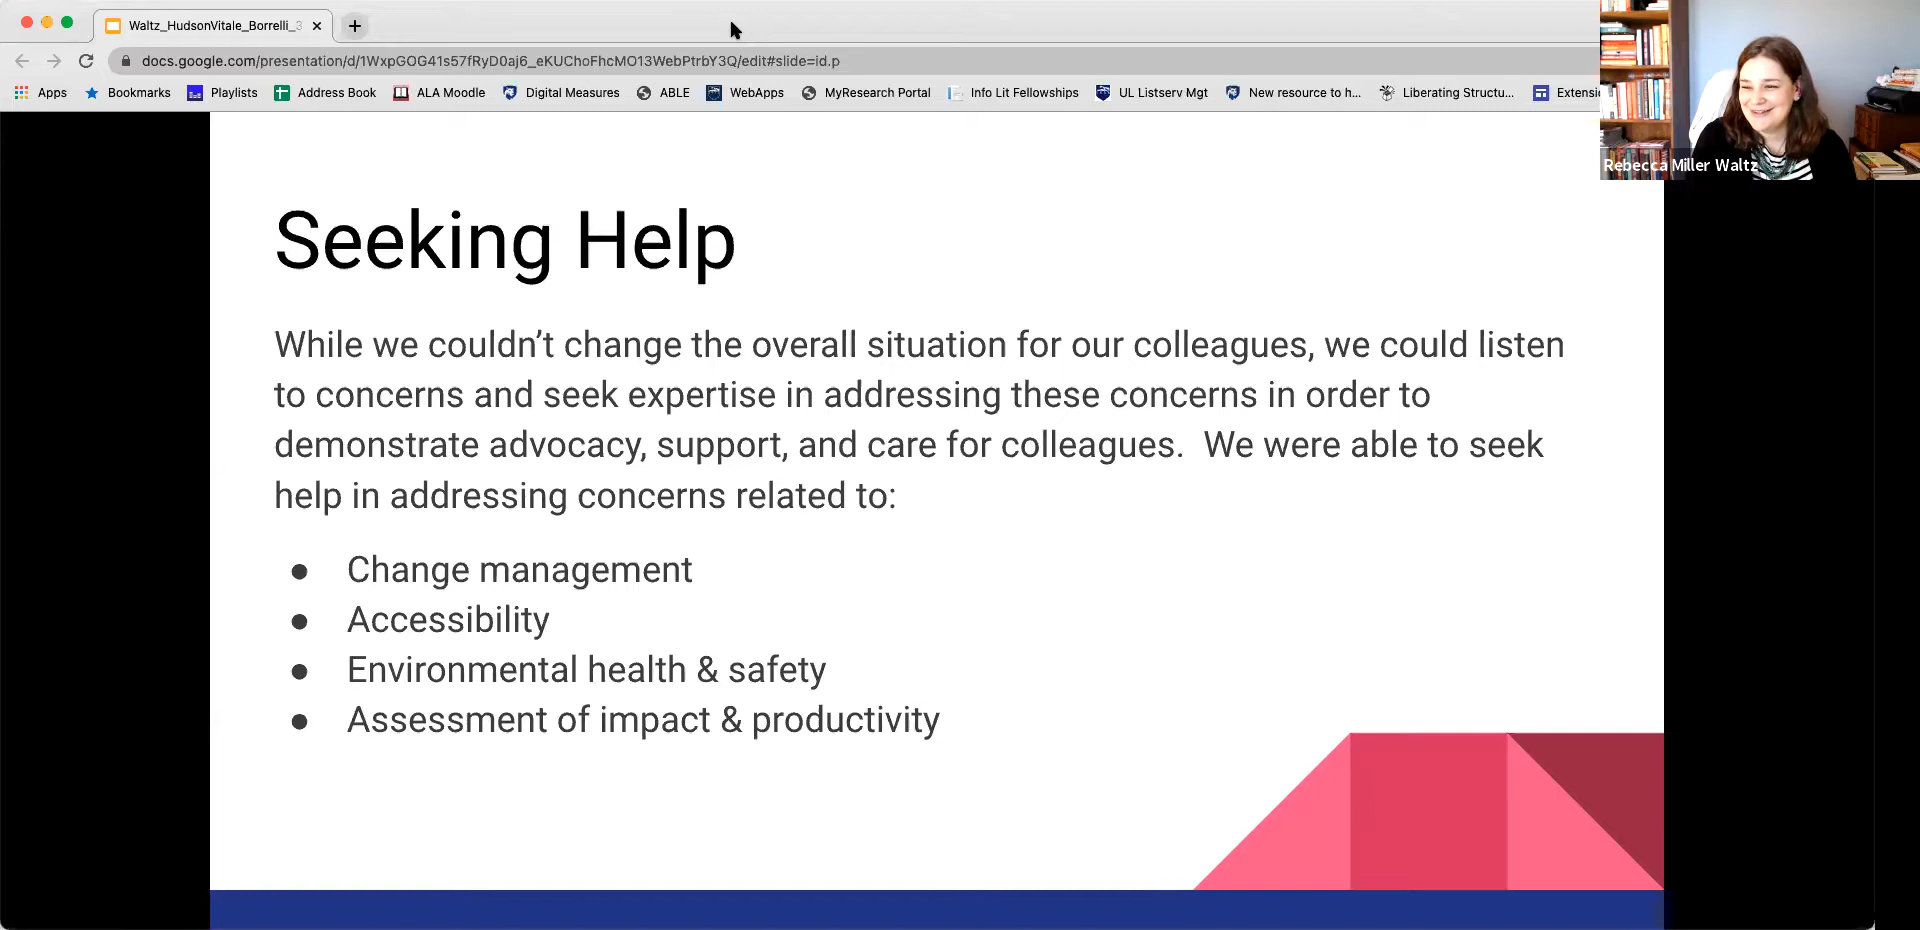 Waltz_HudsonVitale_Borrelli_3
docs.google.com/presentation/d/1WxpGOG41s57fRyD0aj6_eKUChoFhcMO13WebPtrbY3Q/edit#slide=id.p
Apps Bookmarks Playlists Address Book ALA Moodle Digital Measures ABLE WebApps MyResearch Portal Info Lit Fellowships UL Listserv Mgt New resource to h... Liberating Structu... Extensi
Rebecca Miller Waltz
Seeking Help
While we couldn’t change the overall situation for our colleagues, we could listen
to concerns and seek expertise in addressing these concerns in order to
demonstrate advocacy, support, and care for colleagues.  We were able to seek
help in addressing concerns related to:
● Change management
● Accessibility
● Environmental health & safety
● Assessment of impact & productivity